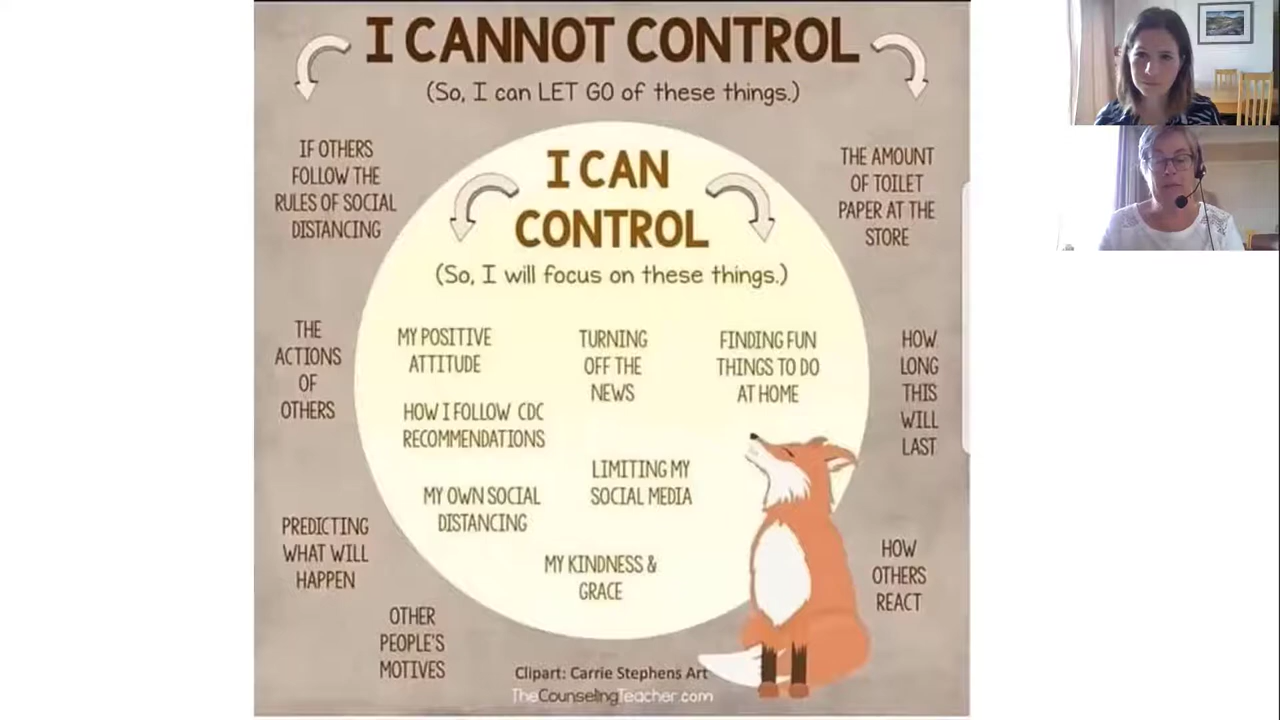 I CANNOT CONTROL
(So, I can LET GO of these things.)
IF OTHERS
FOLLOW THE
RULES OF SOCIAL
DISTANCING
THE AMOUNT
OF TOILET
PAPER AT THE
STORE
I CAN
CONTROL
(So, I will focus on these things.)
THE
ACTIONS
OF
OTHERS
MY POSITIVE
ATTITUDE
TURNING
OFF THE
NEWS
FINDING FUN
THINGS TO DO
AT HOME
HOW
LONG
THIS
WILL
LAST
HOW I FOLLOW CDC
RECOMMENDATIONS
LIMITING MY
SOCIAL MEDIA
MY OWN SOCIAL
DISTANCING
PREDICTING
WHAT WILL
HAPPEN
MY KINDNESS &
GRACE
HOW
OTHERS
REACT
OTHER
PEOPLE'S
MOTIVES
Clipart: Carrie Stephens Art
TheCounselingTeacher.com